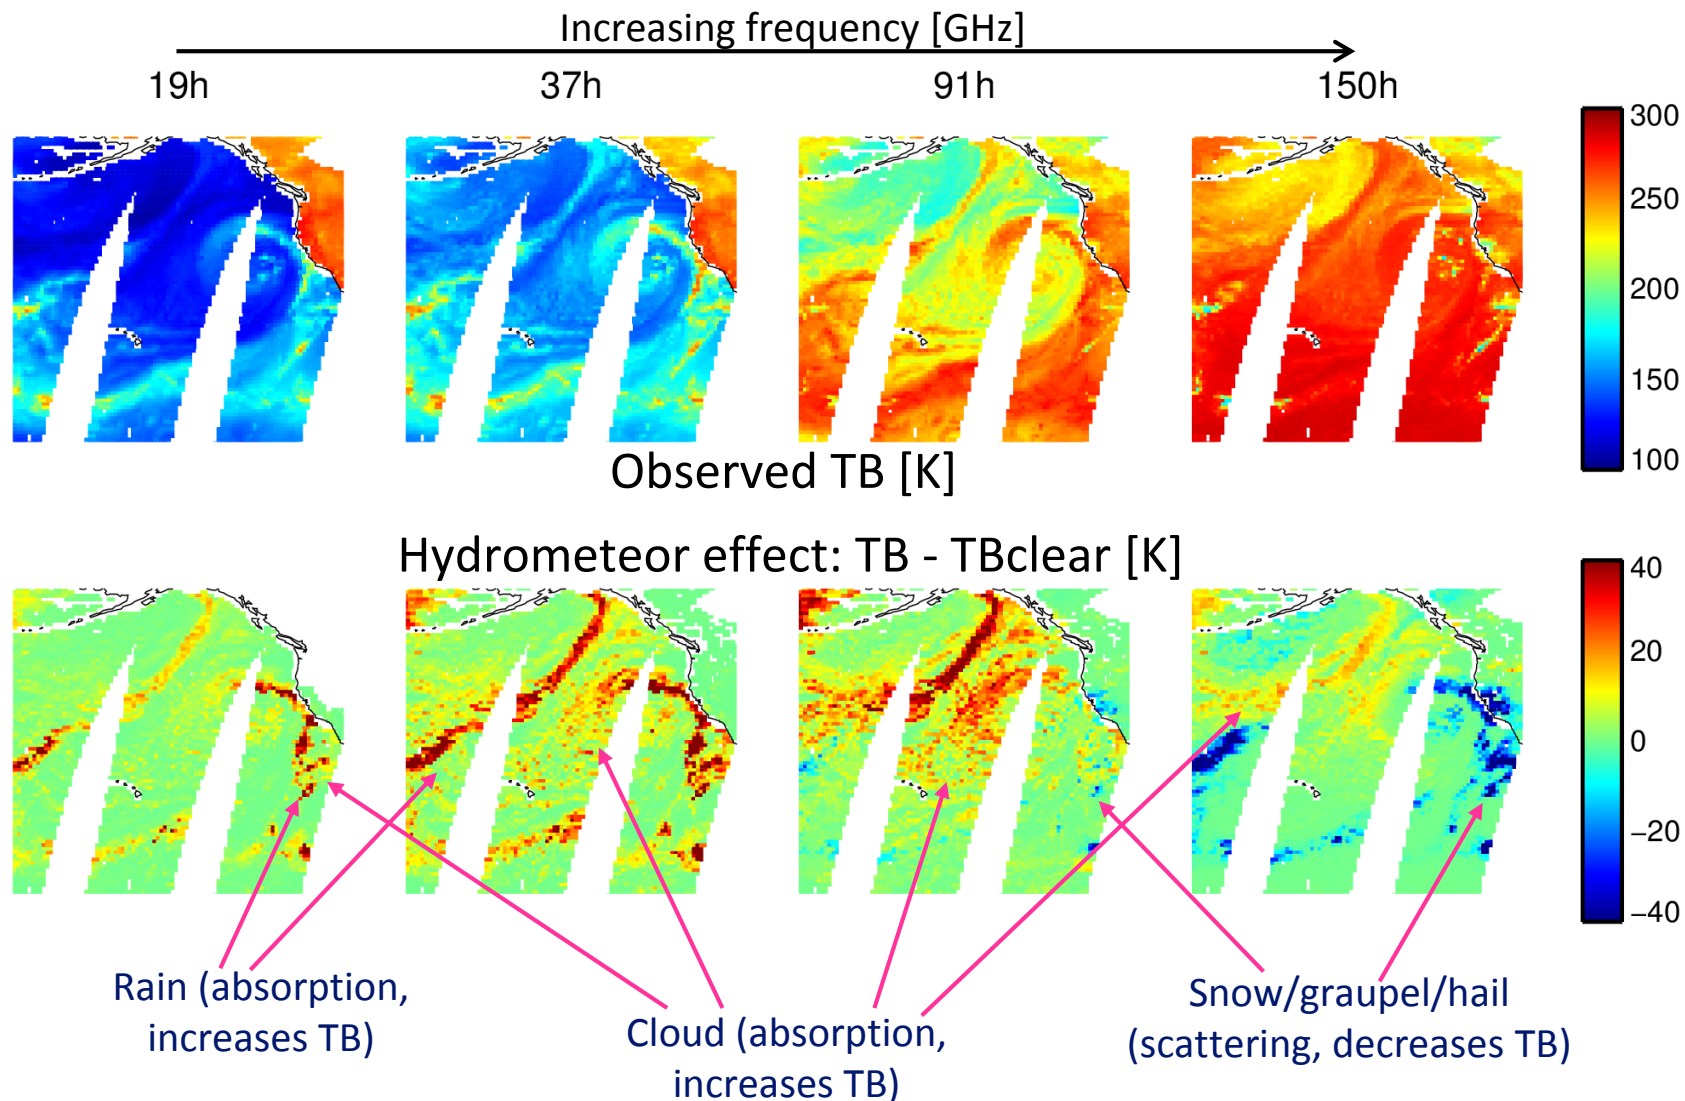 Increasing frequency [GHz]
19h
37h
91h
150h
300
250
200
150
100
Observed TB [K]
Hydrometeor effect: TB - TBclear [K]
40
20
0
−20
−40
Rain (absorption,
increases TB)
Cloud (absorption,
increases TB)
Snow/graupel/hail
(scattering, decreases TB)